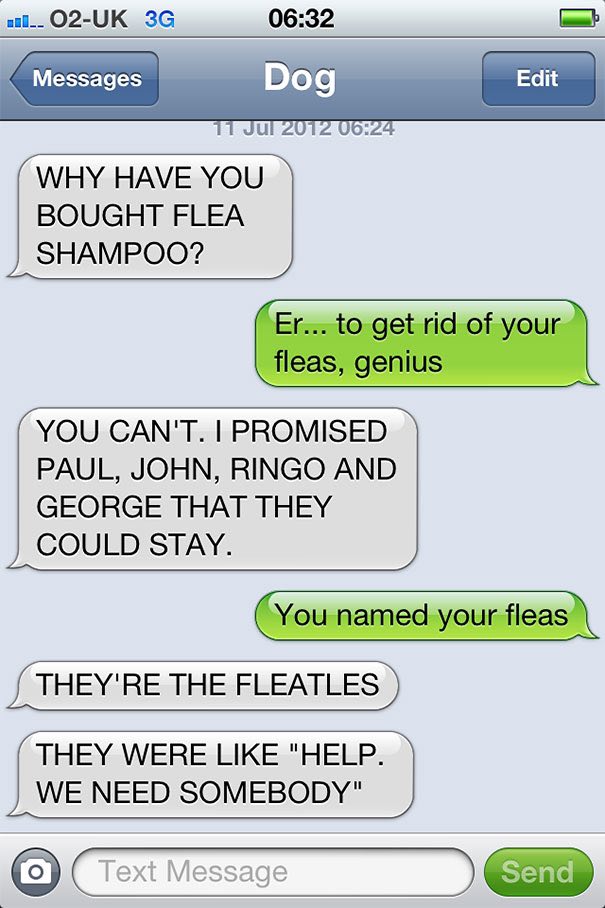 O2-UK 3G 06:32
Messages Dog Edit
11 Jul 2012 06:24
WHY HAVE YOU
BOUGHT FLEA
SHAMPOO?
Er... to get rid of your
fleas, genius
YOU CAN'T. I PROMISED
PAUL, JOHN, RINGO AND
GEORGE THAT THEY
COULD STAY.
You named your fleas
THEY'RE THE FLEATLES
THEY WERE LIKE "HELP.
WE NEED SOMEBODY"
Text Message Send